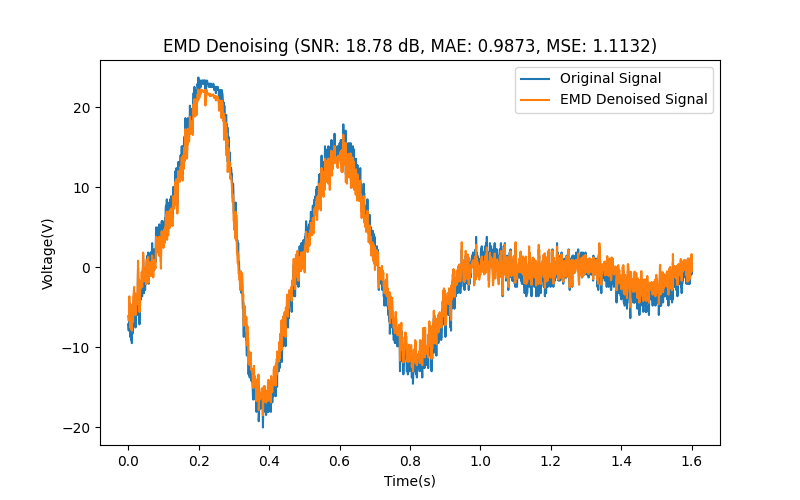 EMD Denoising (SNR: 18.78 dB, MAE: 0.9873, MSE: 1.1132)
Original Signal
EMD Denoised Signal
20
10
0
−10
−20
Voltage(V)
0.0 0.2 0.4 0.6 0.8 1.0 1.2 1.4 1.6
Time(s)